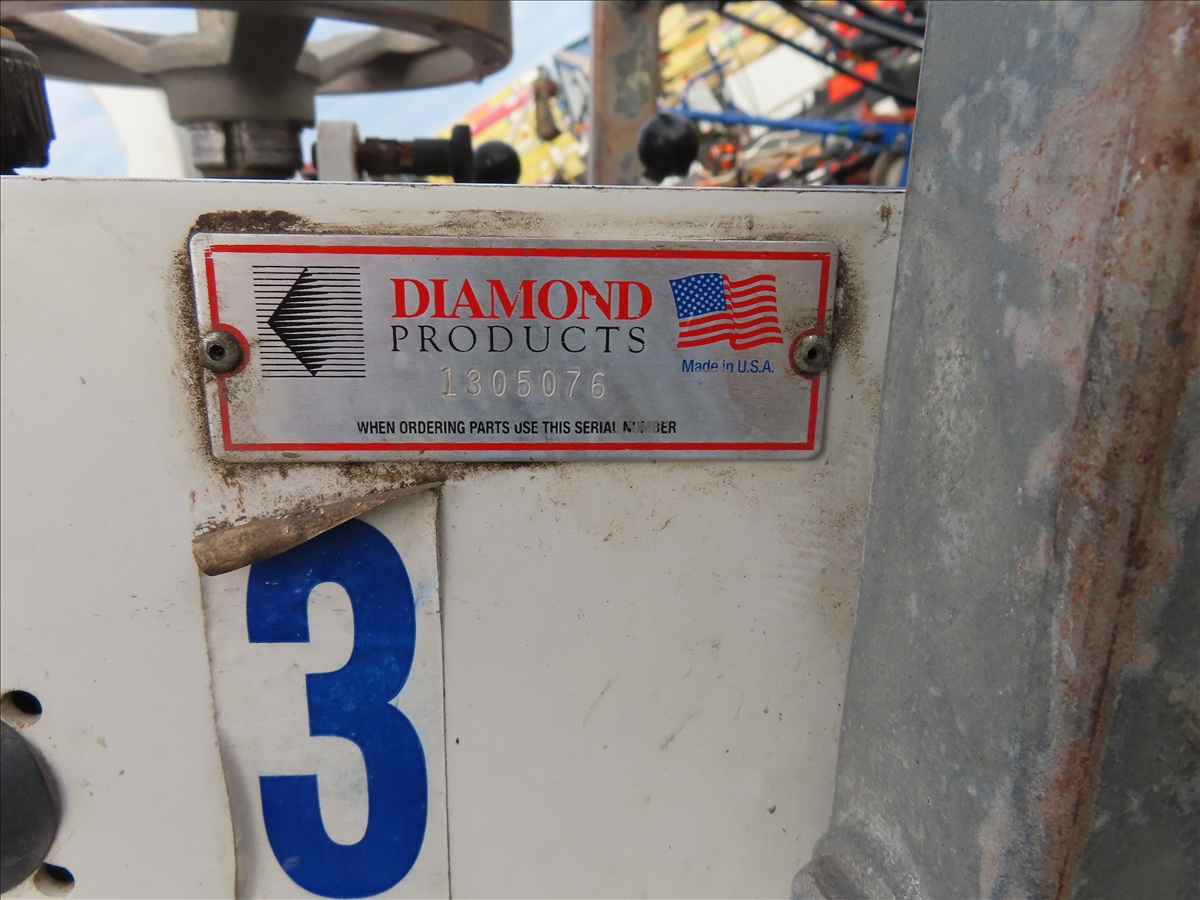 DIAMOND
PRODUCTS
Made in U.S.A.
1305076
WHEN ORDERING PARTS USE THIS SERIAL NUMBER
3